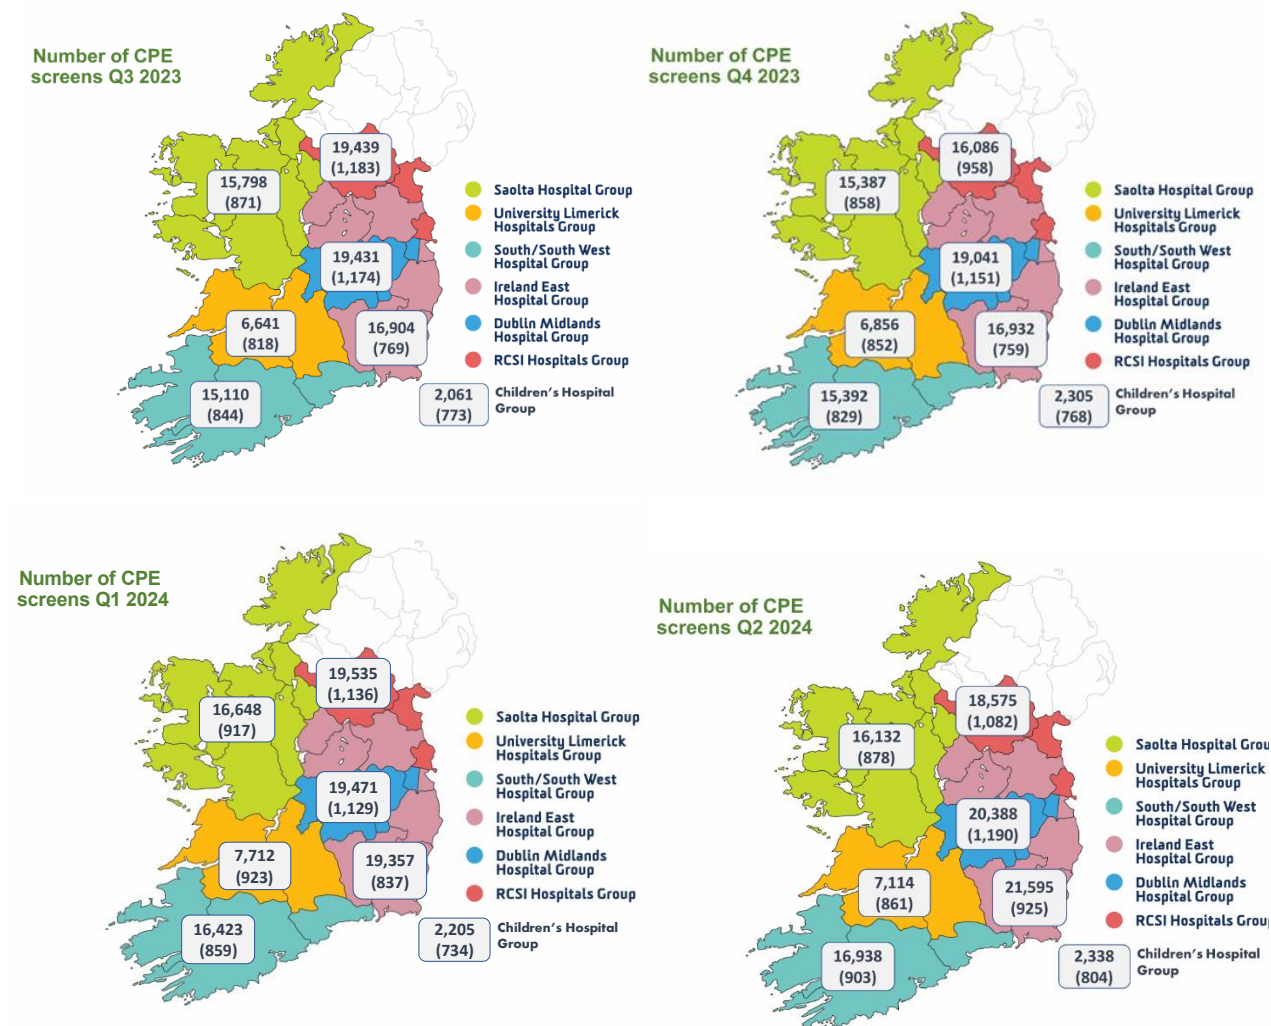 Number of CPE
screens Q3 2023
19,439
(1,183)
15,798
(871)
19,431
(1,174)
6,641
(818)
16,904
(769)
15,110
(844)
2,061
(773)
Saolta Hospital Group
University Limerick
Hospitals Group
South/South West
Hospital Group
Ireland East
Hospital Group
Dublin Midlands
Hospital Group
RCSI Hospitals Group
Children's Hospital
Group
Number of CPE
screens Q4 2023
16,086
(958)
15,387
(858)
19,041
(1,151)
6,856
(852)
16,932
(759)
15,392
(829)
2,305
(768)
Saolta Hospital Group
University Limerick
Hospitals Group
South/South West
Hospital Group
Ireland East
Hospital Group
Dublin Midlands
Hospital Group
RCSI Hospitals Group
Children's Hospital
Group
Number of CPE
screens Q1 2024
19,535
(1,136)
16,648
(917)
19,471
(1,129)
7,712
(923)
19,357
(837)
16,423
(859)
2,205
(734)
Saolta Hospital Group
University Limerick
Hospitals Group
South/South West
Hospital Group
Ireland East
Hospital Group
Dublin Midlands
Hospital Group
RCSI Hospitals Group
Children's Hospital
Group
Number of CPE
screens Q2 2024
18,575
(1,082)
16,132
(878)
20,388
(1,190)
7,114
(861)
21,595
(925)
16,938
(903)
2,338
(804)
Saolta Hospital Grou
University Limerick
Hospitals Group
South/South West
Hospital Group
Ireland East
Hospital Group
Dublin Midlands
Hospital Group
RCSI Hospitals Group
Children's Hospital
Group